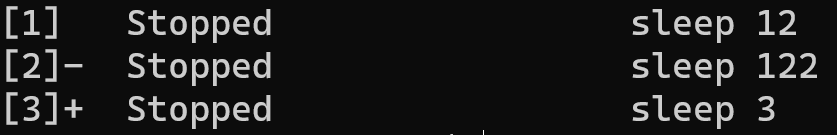 [1]   Stopped                 sleep 12
[2]-  Stopped                 sleep 122
[3]+  Stopped                 sleep 3